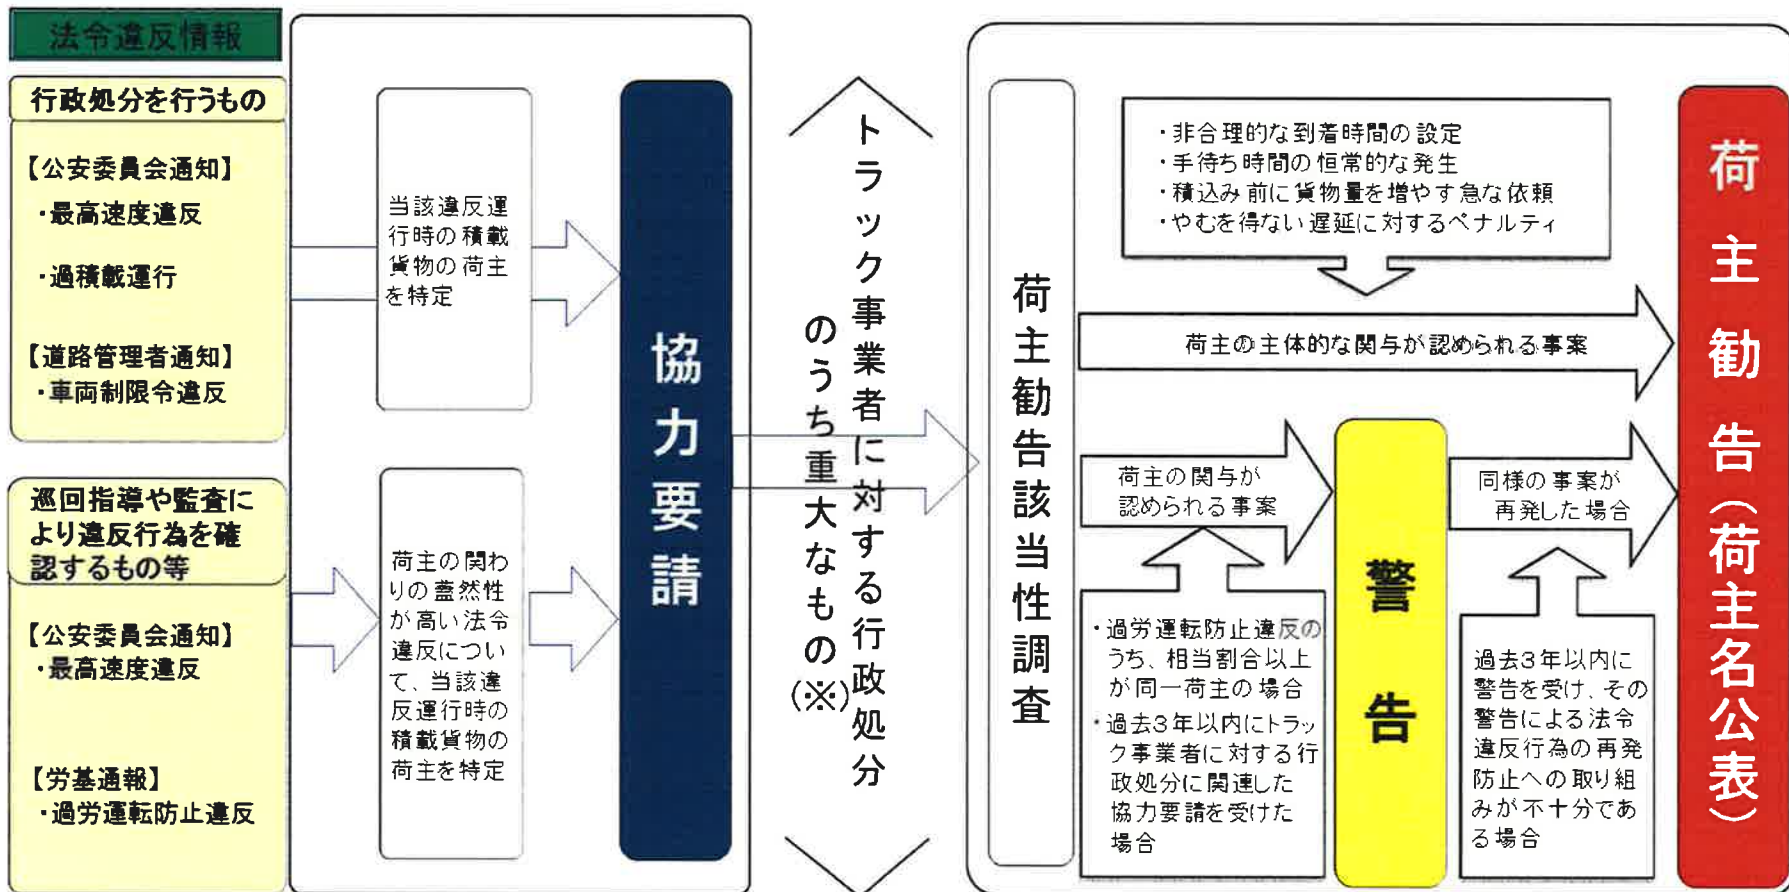 法令違反情報
行政処分を行うもの
【公安委員会通知】
・最高速度違反
・過積載運行
【道路管理者通知】
・車両制限令違反
巡回指導や監査に
より違反行為を確
認するもの等
【公安委員会通知】
・最高速度違反
【労基通報】
・過労運転防止違反
当該違反運
行時の積載
貨物の荷主
を特定
荷主の関わ
りの蓋然性
が高い法令
違反につい
て、当該違
反運行時の
積載貨物の
荷主を特定
協力要請
トラック事業者に対する行政処分
のうち重大なもの(※)
荷主勧告該当性調査
・非合理的な到着時間の設定
・手待ち時間の恒常的な発生
・積込み前に貨物量を増やす急な依頼
・やむを得ない遅延に対するペナルティ
荷主の主体的な関与が認められる事案
荷主の関与が
認められる事案
・過労運転防止違反の
うち、相当割合以上
が同一荷主の場合
・過去3年以内にトラッ
ク事業者に対する行
政処分に関連した
協力要請を受けた
場合
警告
同様の事案が
再発した場合
過去3年以内に
警告を受け、その
警告による法令
違反行為の再発
防止への取り組
みが不十分であ
る場合
荷主勧告(荷主名公表)